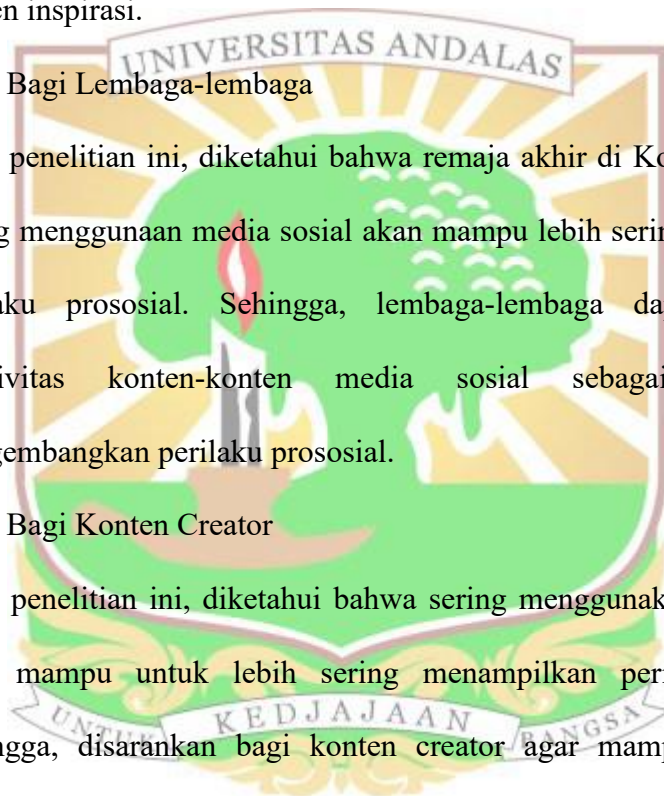 en inspirasi.
UNIVERSITAS ANDALAS
Bagi Lembaga-lembaga
penelitian ini, diketahui bahwa remaja akhir di Ko
g menggunaan media sosial akan mampu lebih serin
aku prososial. Sehingga, lembaga-lembaga da
ivitas konten-konten media sosial sebagai
gembangkan perilaku prososial.
Bagi Konten Creator
penelitian ini, diketahui bahwa sering menggunak
mampu untuk lebih sering menampilkan per
UNTUK KEDJAJAAN BANGSA
ngga, disarankan bagi konten creator agar mamp